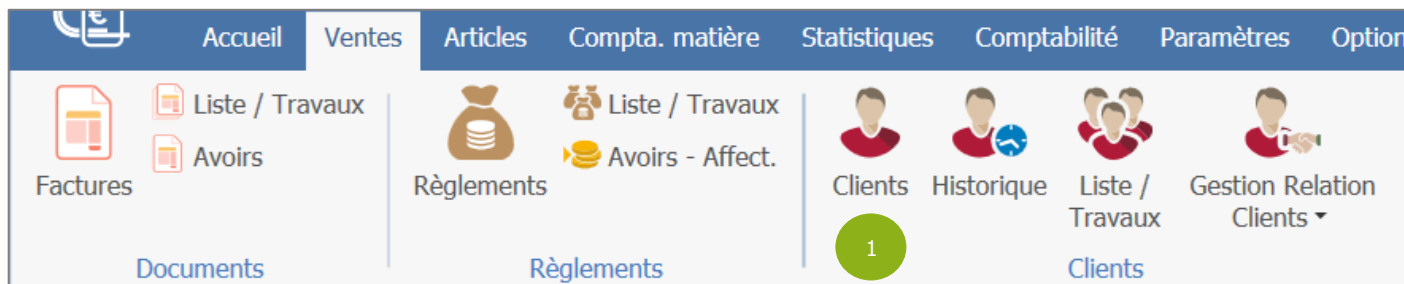 €
Accueil Ventes Articles Compta. matière Statistiques Comptabilité Paramètres Option
Liste / Travaux
Avoirs
Factures
Documents
Liste / Travaux
Avoirs - Affect.
Règlements
Règlements
Clients
Historique
Liste /
Travaux
Gestion Relation
Clients
1
Clients